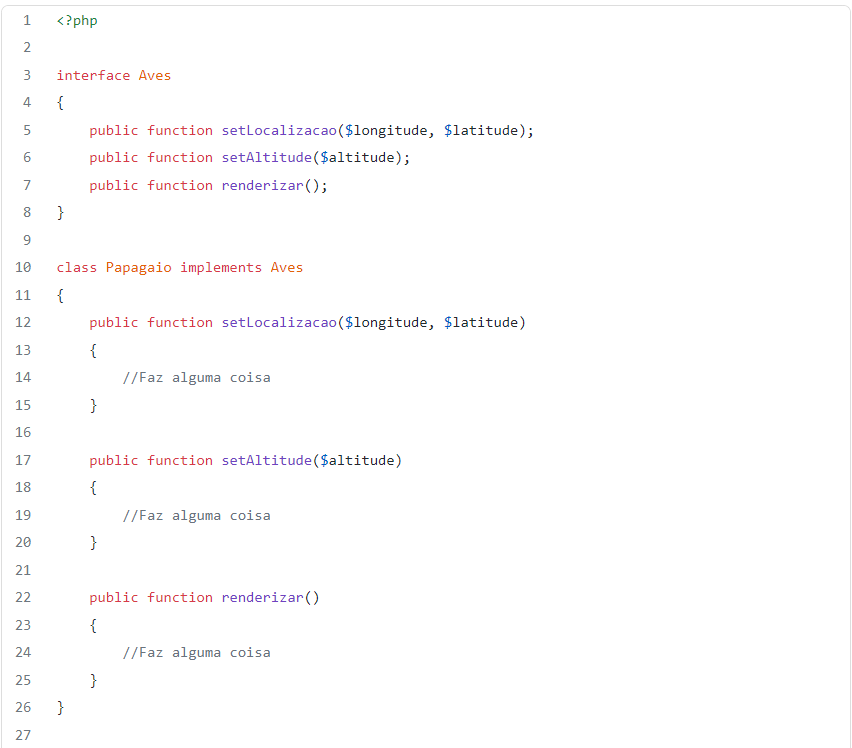 1 <?php
2
3 interface Aves
4 {
5     public function setLocalizacao($longitude, $latitude);
6     public function setAltitude($altitude);
7     public function renderizar();
8 }
9
10 class Papagaio implements Aves
11 {
12     public function setLocalizacao($longitude, $latitude)
13     {
14         //Faz alguma coisa
15     }
16
17     public function setAltitude($altitude)
18     {
19         //Faz alguma coisa
20     }
21
22     public function renderizar()
23     {
24         //Faz alguma coisa
25     }
26 }
27